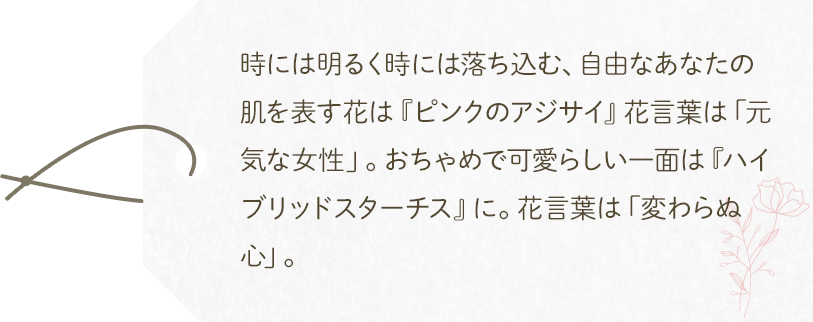 時には明るく時には落ち込む、自由なあなたの
肌を表す花は『ピンクのアジサイ』花言葉は「元
気な女性」。おちゃめで可愛らしい一面は『ハイ
ブリッドスターチス』に。花言葉は「変わらぬ
心」。